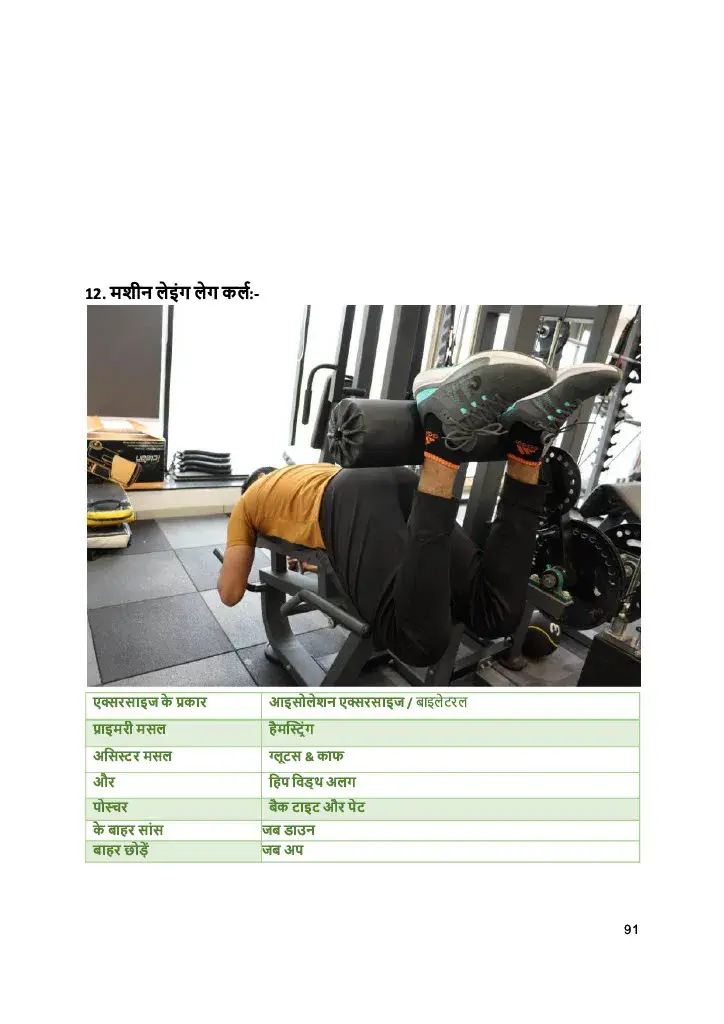 12. मशीन लेइंग लेग कर्ल:-
एक्सरसाइज के प्रकार आइसोलेशन एक्सरसाइज / बाइलेटरल
प्राइमरी मसल हैमस्ट्रिंग
असिस्टर मसल ग्लूटस & काफ
और हिप विड्थ अलग
पोस्चर बैक टाइट और पेट
के बाहर सांस जब डाउन
बाहर छोड़ें जब अप
91